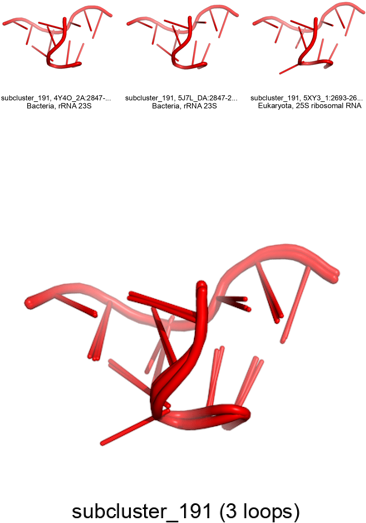 subcluster_191, 4Y4O_2A:2847-...
Bacteria, rRNA 23S
subcluster_191, 5J7L_DA:2847-2...
Bacteria, rRNA 23S
subcluster_191, 5XY3_1:2693-26...
Eukaryota, 25S ribosomal RNA
subcluster_191 (3 loops)